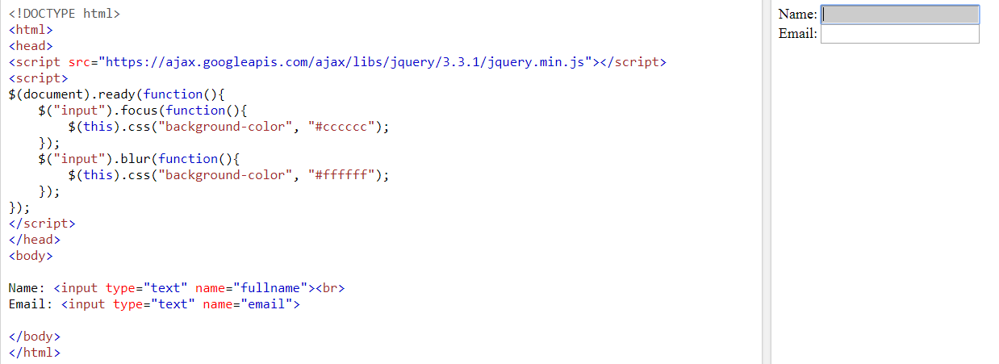 <!DOCTYPE html>
<html>
<head>
<script src="https://ajax.googleapis.com/ajax/libs/jquery/3.3.1/jquery.min.js"></script>
<script>
$(document).ready(function(){
    $("input").focus(function(){
        $(this).css("background-color", "#cccccc");
    });
    $("input").blur(function(){
        $(this).css("background-color", "#ffffff");
    });
});
</script>
</head>
<body>
Name: <input type="text" name="fullname"><br>
Email: <input type="text" name="email">
</body>
</html>
Name:
Email: